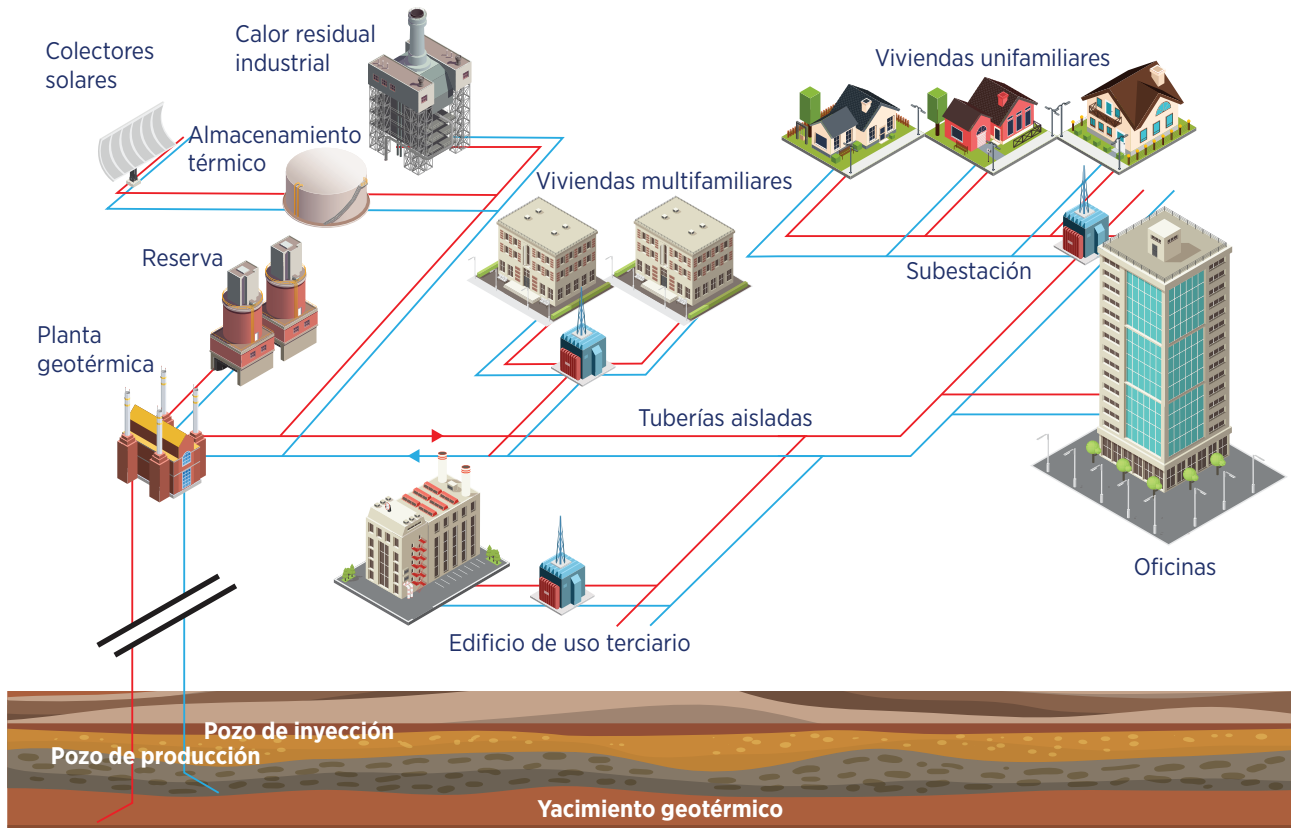 Colectores
solares
Calor residual
industrial
Viviendas unifamiliares
Almacenamiento
térmico
Viviendas multifamiliares
Reserva
Subestación
Planta
geotérmica
Tuberías aisladas
Oficinas
Edificio de uso terciario
Pozo de inyección
Pozo de producción
Yacimiento geotérmico